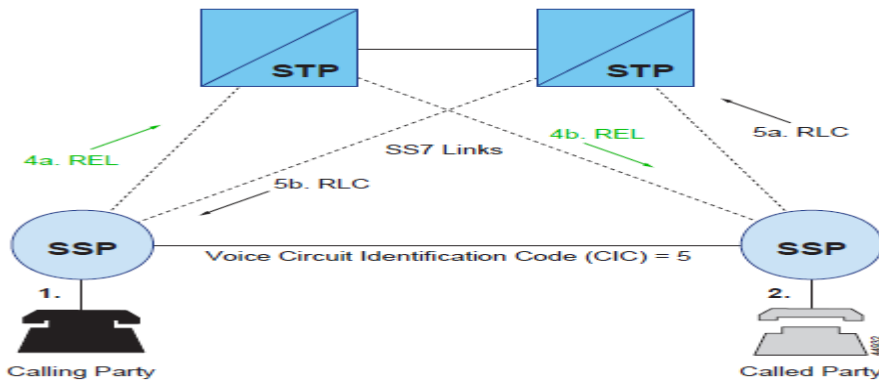 STP
STP
4a. REL
4b. REL
5a. RLC
SS7 Links
5b. RLC
SSP
SSP
Voice Circuit Identification Code (CIC) = 5
1.
2.
Calling Party
Called Party